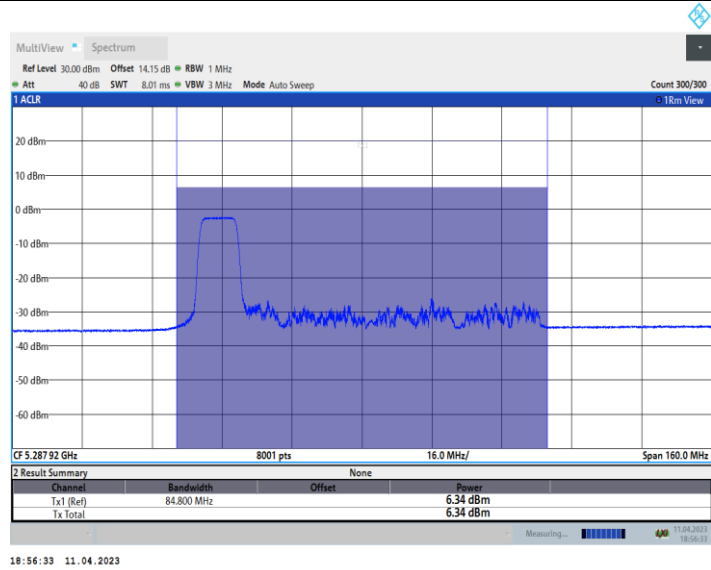 MultiView Spectrum
Ref Level 30.00 dBm Offset 14.15 dB RBW 1 MHz
Att 40 dB SWT 8.01 ms VBW 3 MHz Mode Auto Sweep Count 300/300
1 ACLR 1Rm View
20 dBm
10 dBm
0 dBm
-10 dBm
-20 dBm
-30 dBm
-40 dBm
-50 dBm
-60 dBm
CF 5.28792 GHz 8001 pts 16.0 MHz/ Span 160.0 MHz
2 Result Summary None
Channel Bandwidth Offset Power
Tx1 (Ref) 84.800 MHz 6.34 dBm
Tx Total 6.34 dBm
Measuring... 11.04.2023
18:56:33
18:56:33 11.04.2023